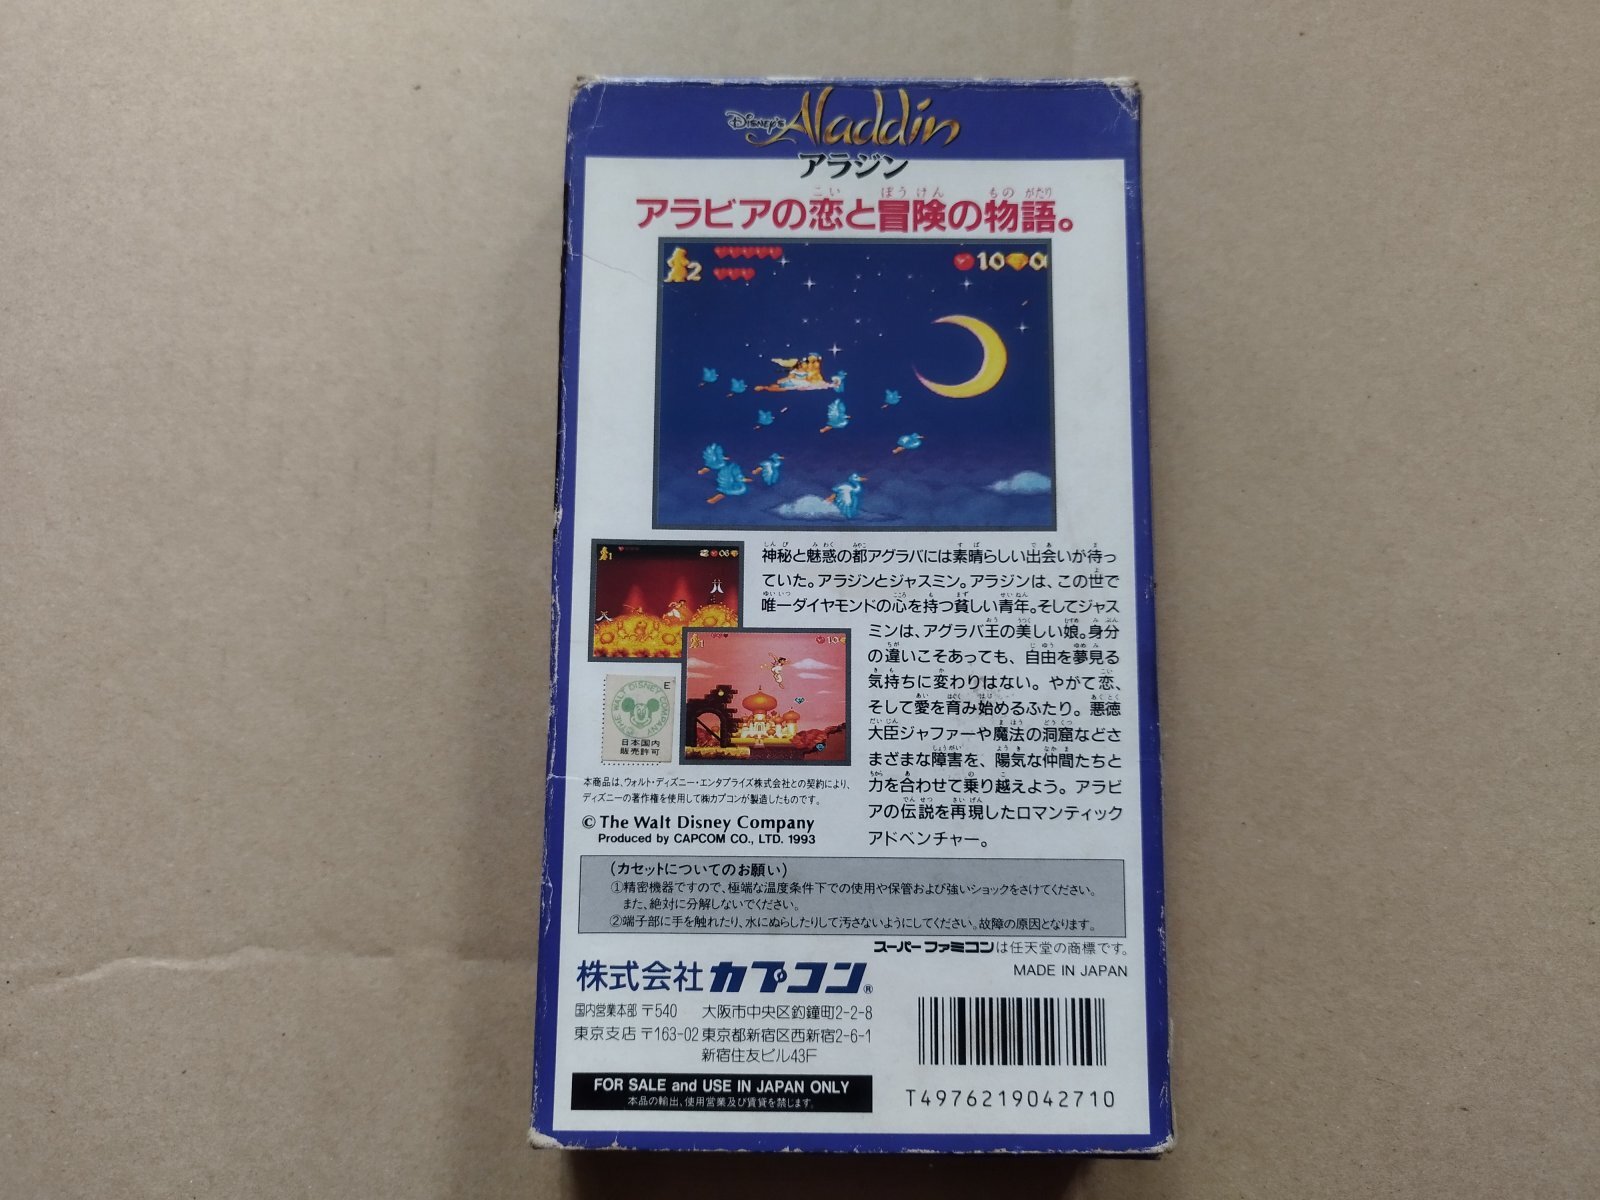 DISNEY'S Aladdin
アラジン
アラビアの恋と冒険の物語。
2 10 0
1 06
1 10
神秘と魅惑の都アグラバには素晴らしい出会いが待っ
ていた。アラジンとジャスミン。アラジンは、この世で
唯一ダイヤモンドの心を持つ貧しい青年。そしてジャス
ミンは、アグラバ王の美しい娘。身分
の違いこそあっても、自由を夢見る
気持ちに変わりはない。やがて恋、
そして愛を育み始めるふたり。悪徳
大臣ジャファーや魔法の洞窟などさ
まざまな障害を、陽気な仲間たちと
力を合わせて乗り越えよう。アラビ
アの伝説を再現したロマンティック
アドベンチャー。
E
THE WALT DISNEY COMPANY
日本国内
販売許可
本商品は、ウォルト・ディズニー・エンタプライズ株式会社との契約により、
ディズニーの著作権を使用して㈱カプコンが製造したものです。
© The Walt Disney Company
Produced by CAPCOM CO., LTD. 1993
(カセットについてのお願い)
①精密機器ですので、極端な温度条件下での使用や保管および強いショックをさけてください。
また、絶対に分解しないでください。
②端子部に手を触れたり、水にぬらしたりして汚さないようにしてください。故障の原因となります。
スーパーファミコンは任天堂の商標です。
MADE IN JAPAN
株式会社カプコン®
国内営業本部 〒540 大阪市中央区釣鐘町2-2-8
東京支店 〒163-02 東京都新宿区西新宿2-6-1
新宿住友ビル43F
FOR SALE and USE IN JAPAN ONLY
本品の輸出、使用営業及び賃貸を禁じます。
T4976219042710